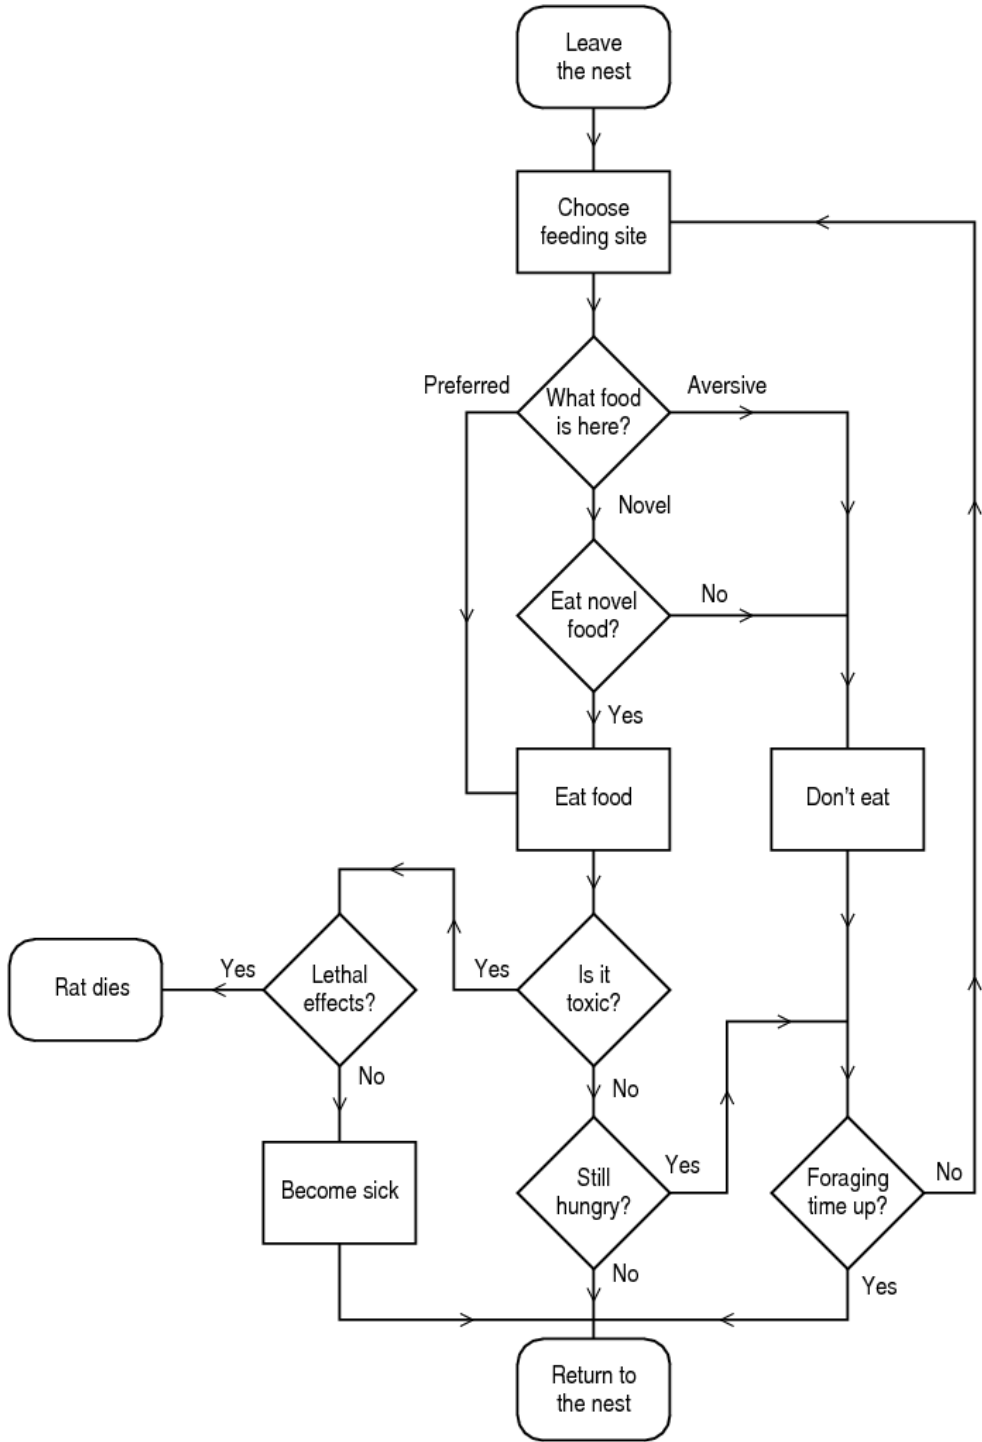 Leave
the nest
Choose
feeding site
Preferred
What food
is here?
Aversive
Novel
Eat novel
food?
No
Yes
Eat food
Don't eat
Rat dies
Yes
Lethal
effects?
Yes
Is it
toxic?
No
No
Become sick
Still
hungry?
Yes
Foraging
time up?
No
No
Yes
Return to
the nest